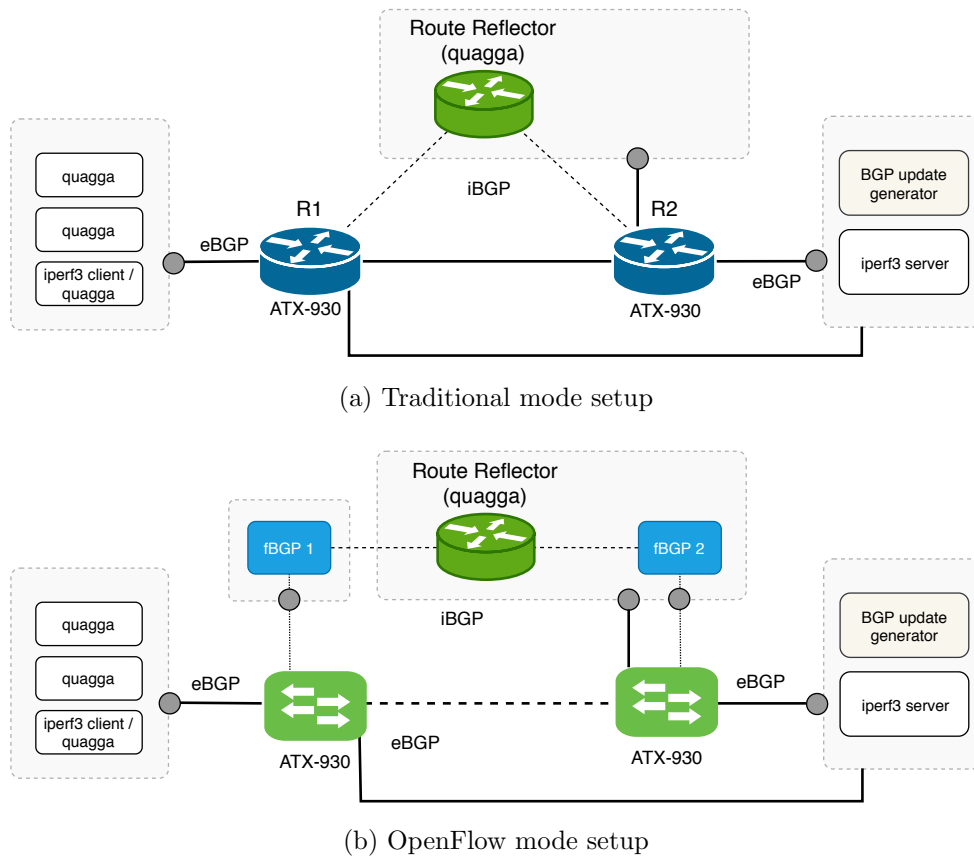 Route Reflector
(quagga)
quagga
quagga
iperf3 client /
quagga
eBGP
R1
ATX-930
iBGP
R2
ATX-930
eBGP
BGP update
generator
iperf3 server
(a) Traditional mode setup
Route Reflector
(quagga)
fBGP 1
fBGP 2
iBGP
quagga
quagga
iperf3 client /
quagga
eBGP
ATX-930
eBGP
ATX-930
eBGP
BGP update
generator
iperf3 server
(b) OpenFlow mode setup